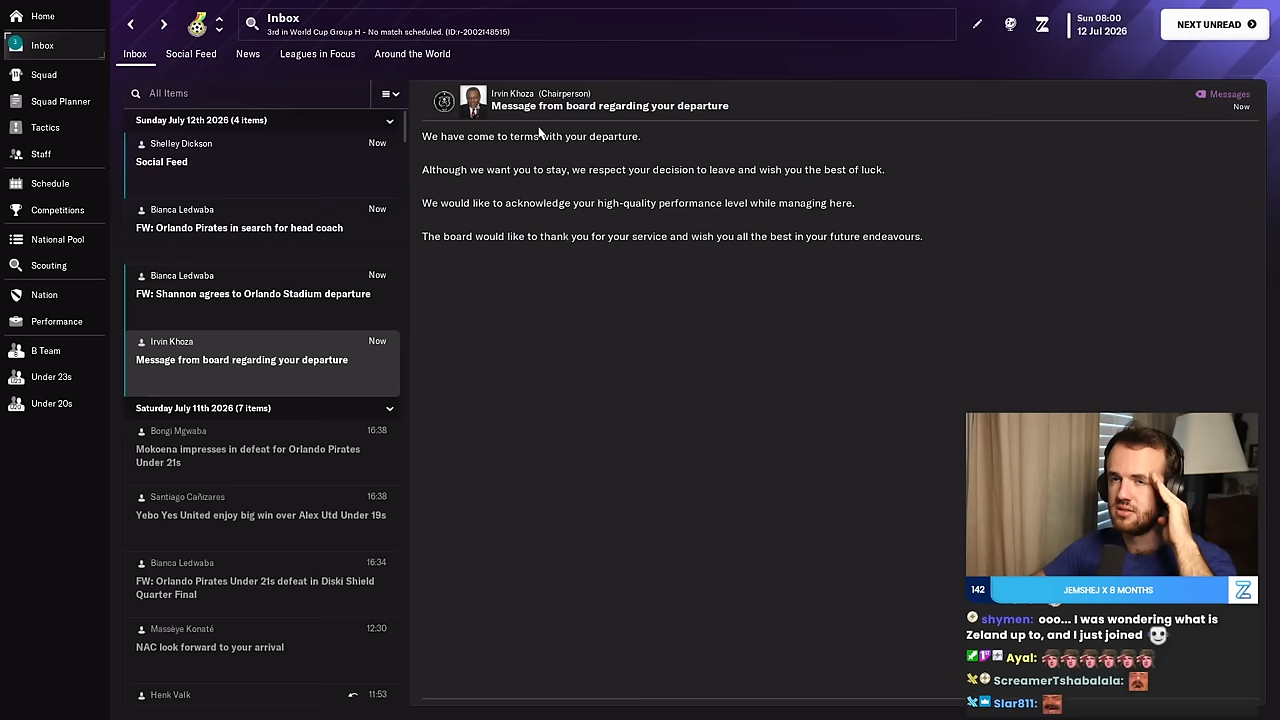 Home
Inbox
3
Squad
Squad Planner
Tactics
Staff
Schedule
Competitions
National Pool
Scouting
Nation
Performance
B Team
Under 23s
Under 20s
Inbox
3rd in World Cup Group H - No match scheduled. (ID:r-2002148515)
Sun 08:00
12 Jul 2026
NEXT UNREAD
Inbox
Social Feed
News
Leagues in Focus
Around the World
All Items
Sunday July 12th 2026 (4 items)
Shelley Dickson
Now
Social Feed
Bianca Ledwaba
Now
FW: Orlando Pirates in search for head coach
Bianca Ledwaba
Now
FW: Shannon agrees to Orlando Stadium departure
Irvin Khoza
Now
Message from board regarding your departure
Saturday July 11th 2026 (7 items)
Bongi Mgwaba
16:38
Mokoena impresses in defeat for Orlando Pirates
Under 21s
Santiago Cañizares
16:38
Yebo Yes United enjoy big win over Alex Utd Under 19s
Bianca Ledwaba
16:34
FW: Orlando Pirates Under 21s defeat in Diski Shield
Quarter Final
Massèye Konaté
12:30
NAC look forward to your arrival
Henk Valk
11:53
Irvin Khoza (Chairperson)
Message from board regarding your departure
Messages
Now
We have come to terms with your departure.
Although we want you to stay, we respect your decision to leave and wish you the best of luck.
We would like to acknowledge your high-quality performance level while managing here.
The board would like to thank you for your service and wish you all the best in your future endeavours.
142
JEMSHEJ X 8 MONTHS
shymen: ooo... I was wondering what is
Zeland up to, and I just joined
Ayal:
ScreamerTshabalala:
Slar811: